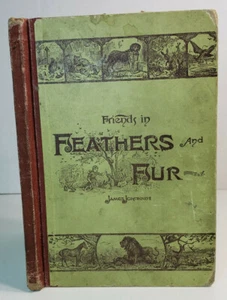 Friends in
FEATHERS And
FUR
JAMES JOHONNOT